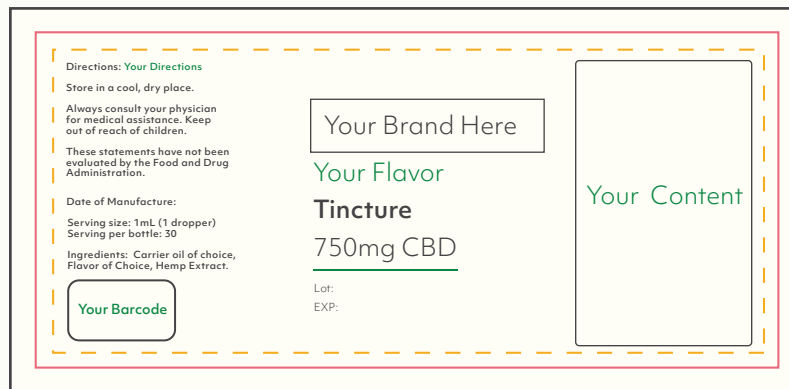 Directions: Your Directions
Store in a cool, dry place.
Always consult your physician
for medical assistance. Keep
out of reach of children.
These statements have not been
evaluated by the Food and Drug
Administration.
Date of Manufacture:
Serving size: 1mL (1 dropper)
Serving per bottle: 30
Ingredients:  Carrier oil of choice,
Flavor of Choice, Hemp Extract.
Your Barcode
Your Brand Here
Your Flavor
Tincture
750mg CBD
Lot:
EXP:
Your  Content